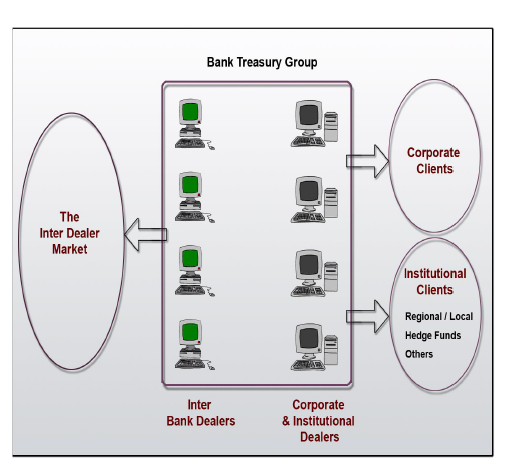 Bank Treasury Group
The
Inter Dealer
Market
Corporate
Clients
Institutional
Clients
Regional / Local
Hedge Funds
Others
Inter
Bank Dealers
Corporate
& Institutional
Dealers